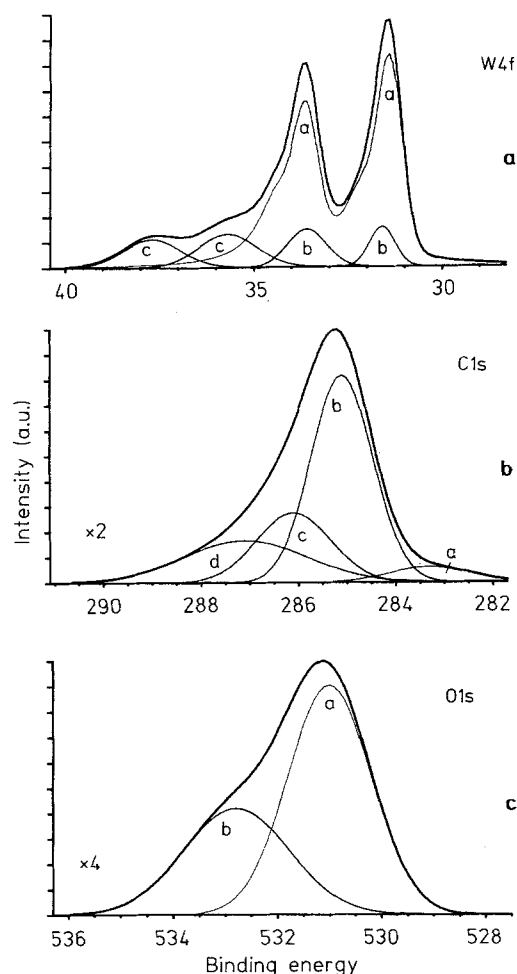 W4f
a
a
a
c
c
b
b
40
35
30
C1s
b
b
Intensity (a.u.)
×2
d
c
a
290
288
286
284
282
O1s
a
c
b
×4
536
534
532
530
528
Binding energy